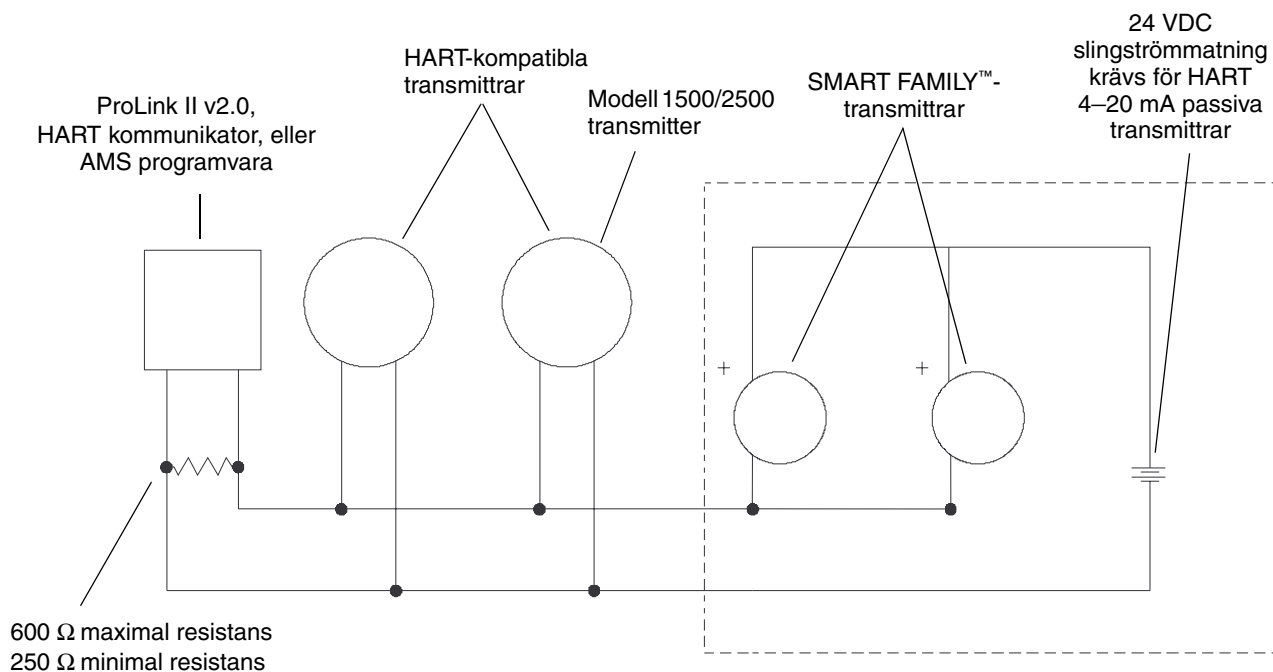 ProLink II v2.0,
HART kommunikator, eller
AMS programvara
HART-kompatibla
transmittrar
Modell 1500/2500
transmitter
SMART FAMILY™-
transmittrar
24 VDC
slingströmmatning
krävs för HART
4–20 mA passiva
transmittrar
+
+
600 Ω maximal resistans
250 Ω minimal resistans